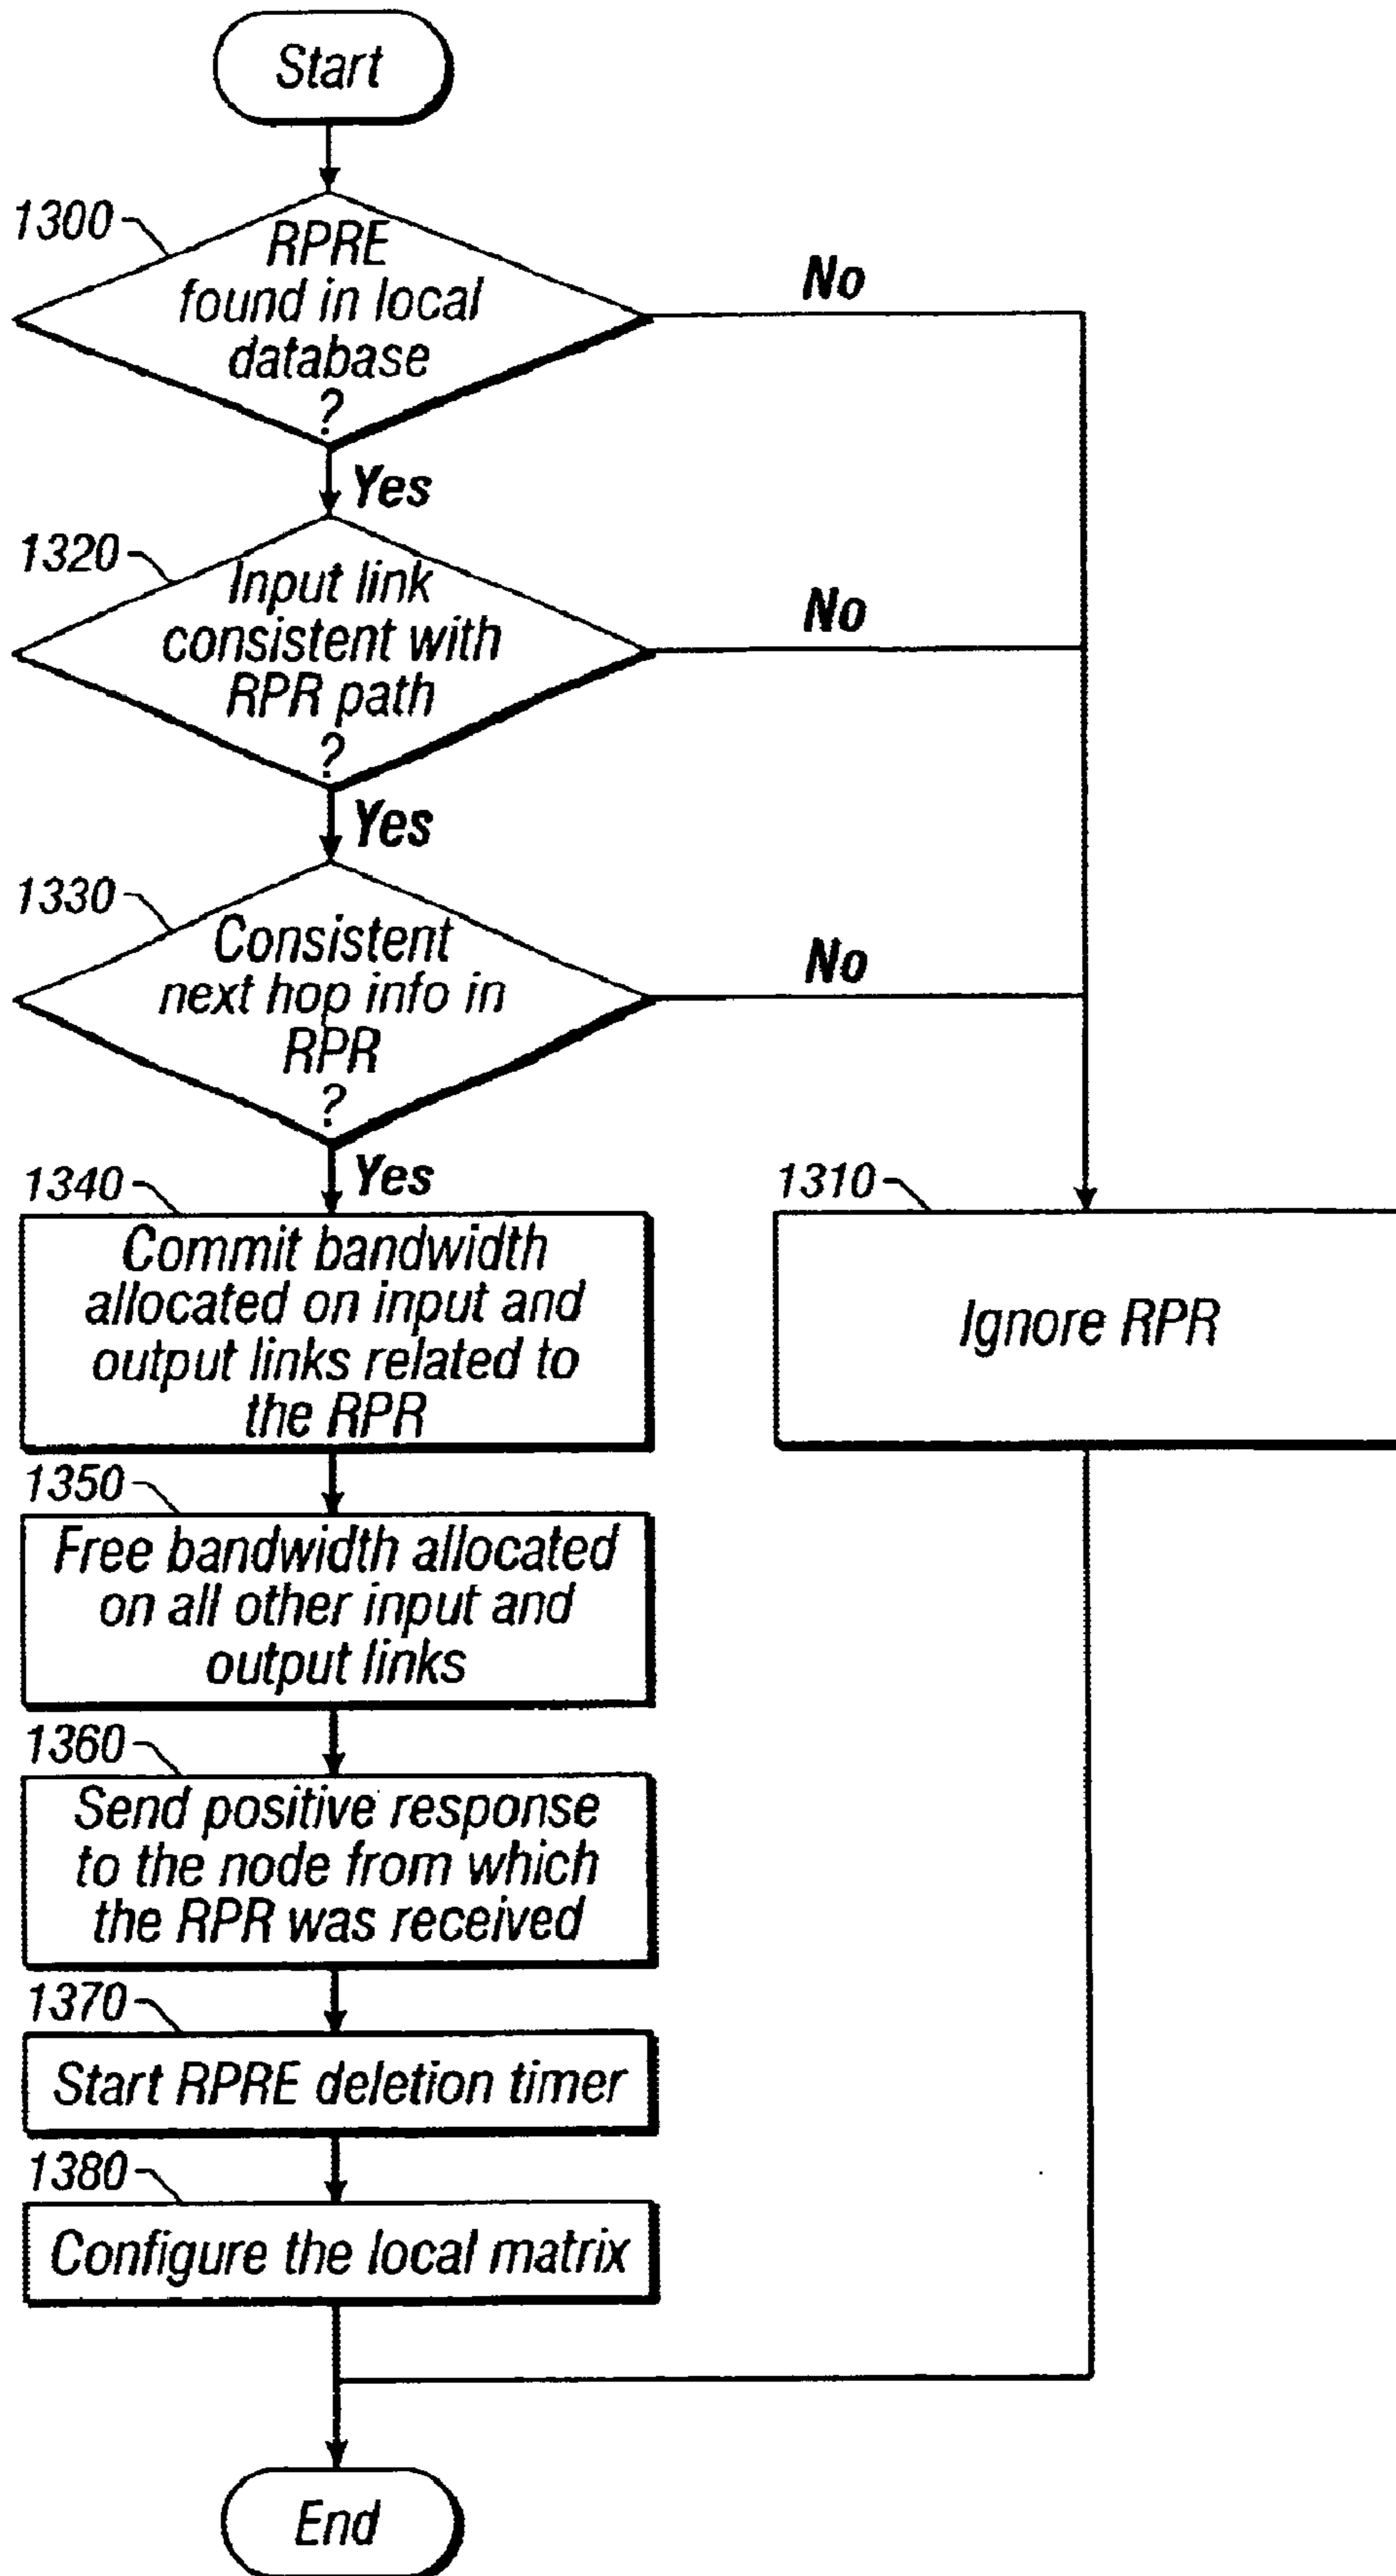 Start
1300
RPRE
found in local
database
?
No
Yes
1320
Input link
consistent with
RPR path
?
No
Yes
1330
Consistent
next hop info in
RPR
?
No
Yes
1340
Commit bandwidth
allocated on input and
output links related to
the RPR
1310
Ignore RPR
1350
Free bandwidth allocated
on all other input and
output links
1360
Send positive response
to the node from which
the RPR was received
1370
Start RPRE deletion timer
1380
Configure the local matrix
End